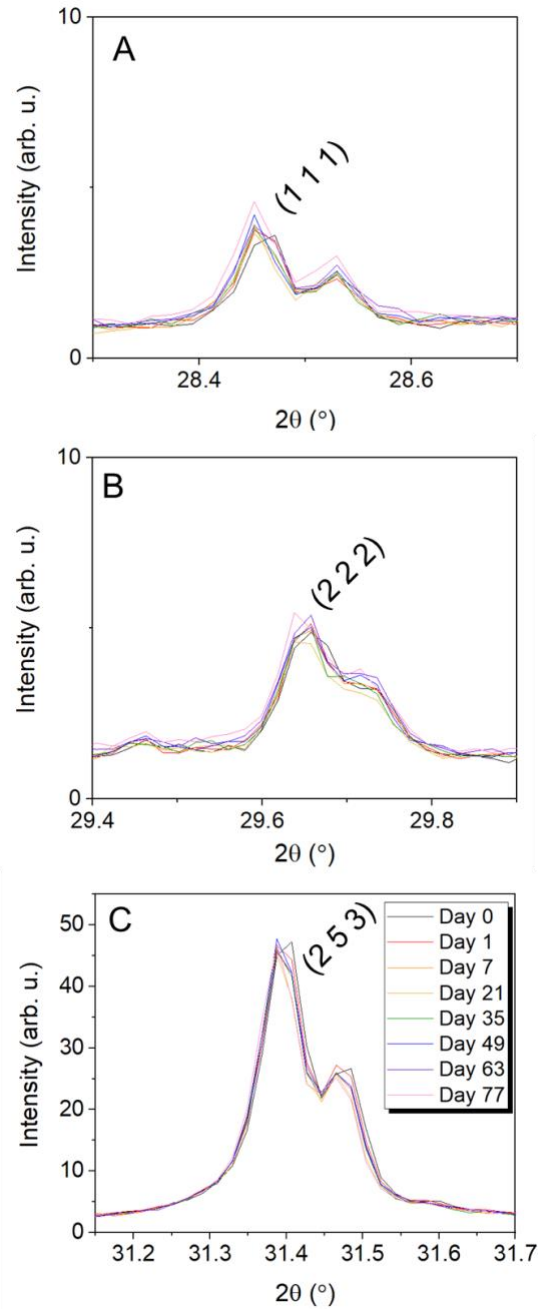 A
10
Intensity (arb. u.)
(1 1 1)
0
28.4 28.6
2θ (°)
B
10
Intensity (arb. u.)
(2 2 2)
0
29.4 29.6 29.8
2θ (°)
C
50
40
30
20
10
0
Intensity (arb. u.)
(2 5 3)
Day 0
Day 1
Day 7
Day 21
Day 35
Day 49
Day 63
Day 77
31.2 31.3 31.4 31.5 31.6 31.7
2θ (°)